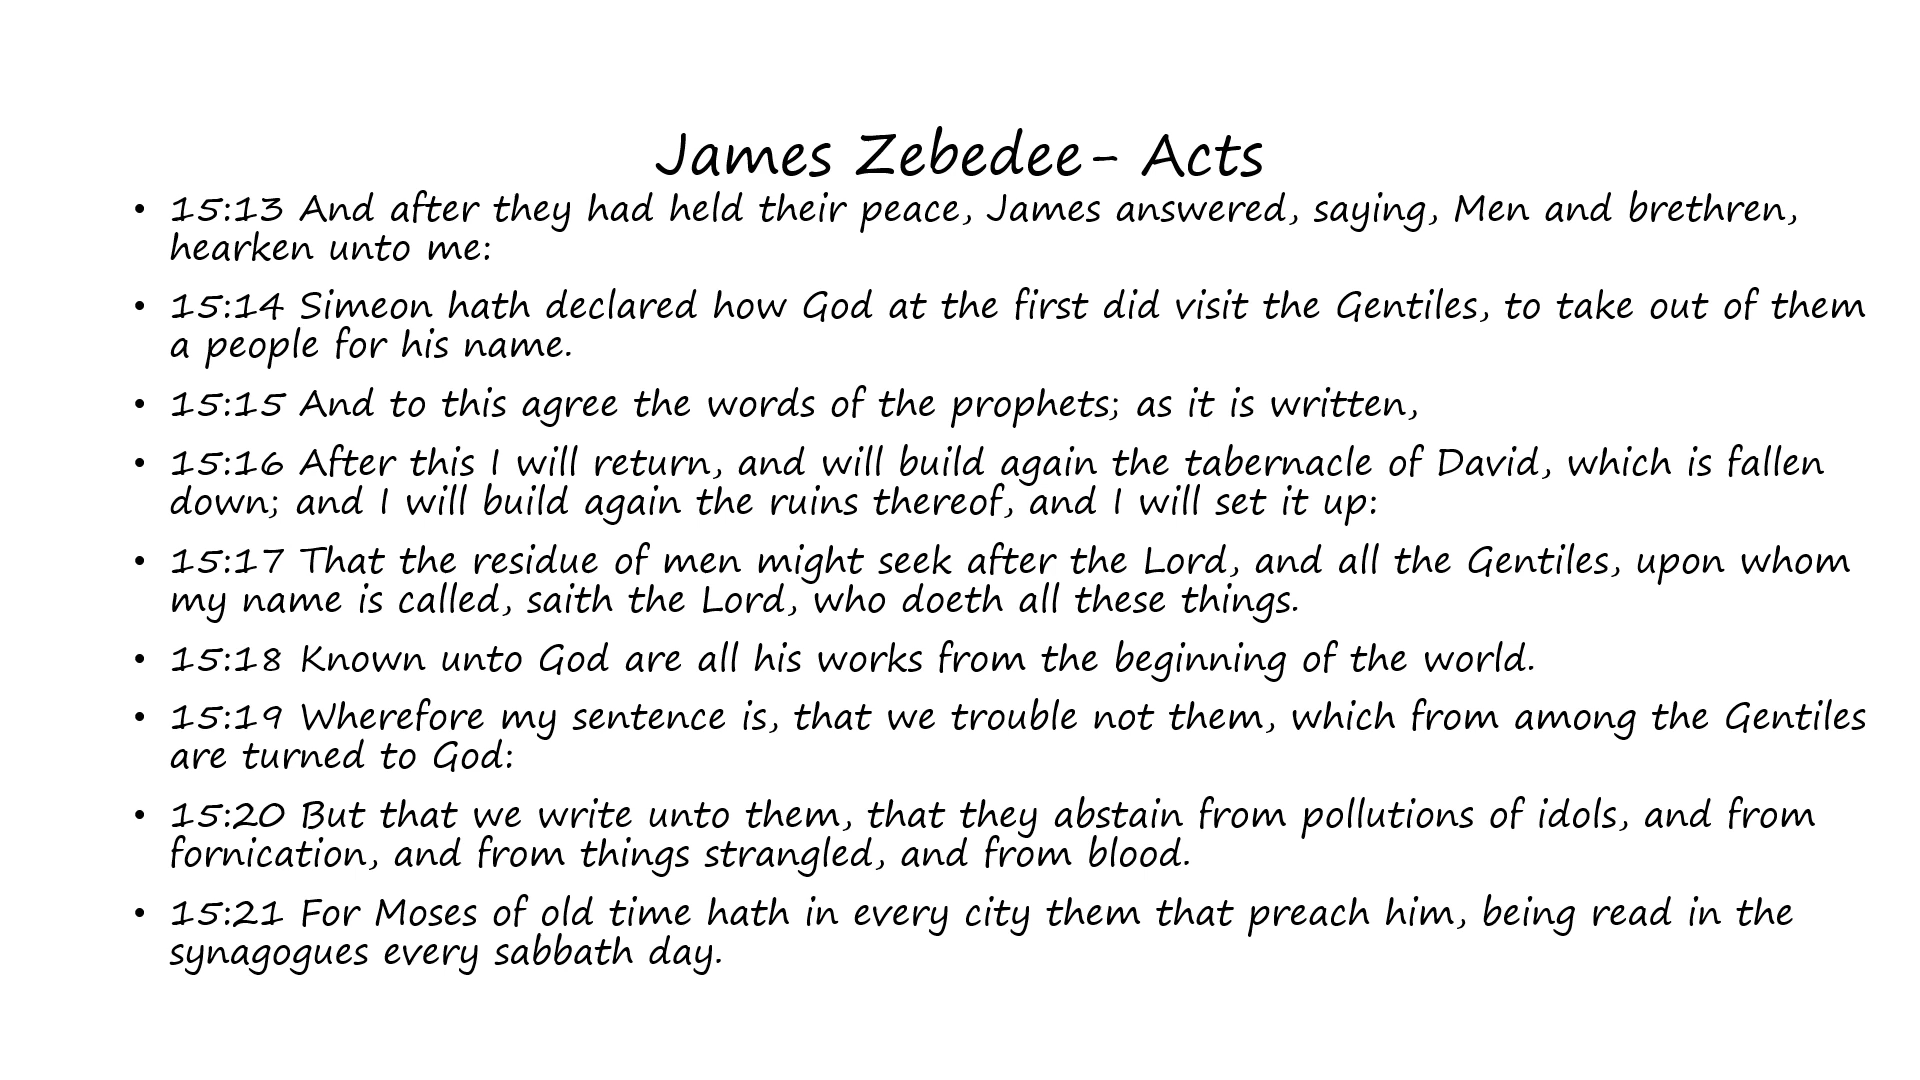 James Zebedee- Acts
• 15:13 And after they had held their peace, James answered, saying, Men and brethren,
hearken unto me:
• 15:14 Simeon hath declared how God at the first did visit the Gentiles, to take out of them
a people for his name.
• 15:15 And to this agree the words of the prophets; as it is written,
• 15:16 After this I will return, and will build again the tabernacle of David, which is fallen
down; and I will build again the ruins thereof, and I will set it up:
• 15:17 That the residue of men might seek after the Lord, and all the Gentiles, upon whom
my name is called, saith the Lord, who doeth all these things.
• 15:18 Known unto God are all his works from the beginning of the world.
• 15:19 Wherefore my sentence is, that we trouble not them, which from among the Gentiles
are turned to God:
• 15:20 But that we write unto them, that they abstain from pollutions of idols, and from
fornication, and from things strangled, and from blood.
• 15:21 For Moses of old time hath in every city them that preach him, being read in the
synagogues every sabbath day.